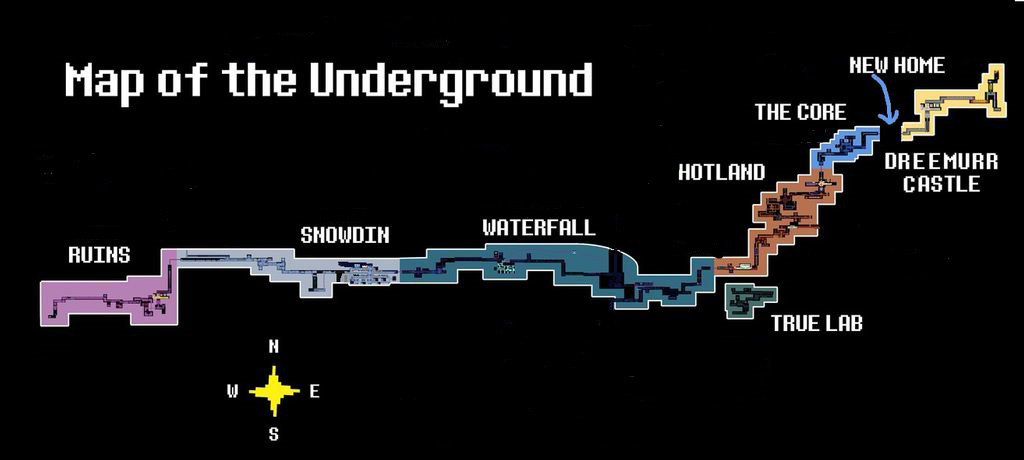 Map of the Underground
NEW HOME
THE CORE
DREEMURR
CASTLE
HOTLAND
WATERFALL
SNOWDIN
RUINS
TRUE LAB
N
W E
S